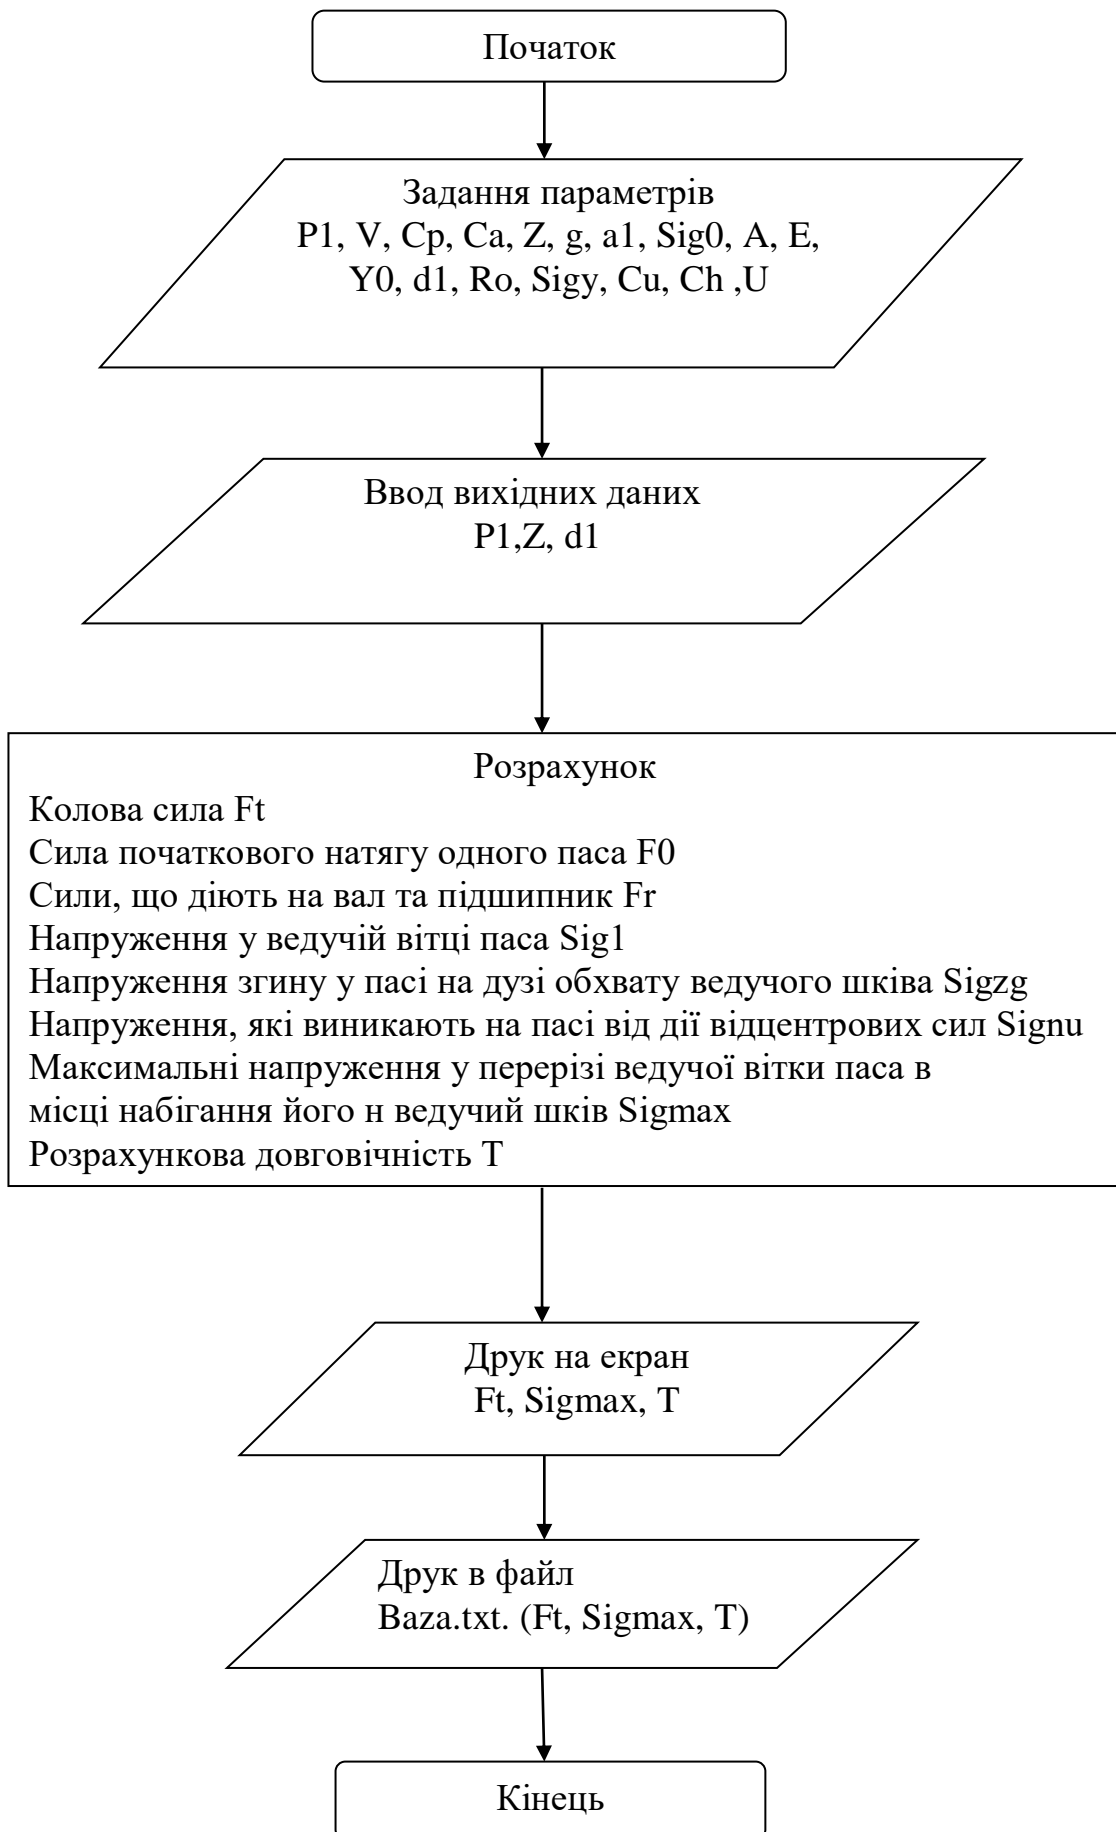 Початок
Задання параметрів
P1, V, Cp, Ca, Z, g, a1, Sig0, A, E,
Y0, d1, Ro, Sigy, Cu, Ch ,U
Ввод вихідних даних
P1,Z, d1
Розрахунок
Колова сила Ft
Сила початкового натягу одного паса F0
Сили, що діють на вал та підшипник Fr
Напруження у ведучій вітці паса Sig1
Напруження згину у пасі на дузі обхвату ведучого шківа Sigzg
Напруження, які виникають на пасі від дії відцентрових сил Signu
Максимальні напруження у перерізі ведучої вітки паса в
місці набігання його н ведучий шків Sigmax
Розрахункова довговічність T
Друк на екран
Ft, Sigmax, T
Друк в файл
Baza.txt. (Ft, Sigmax, T)
Кінець